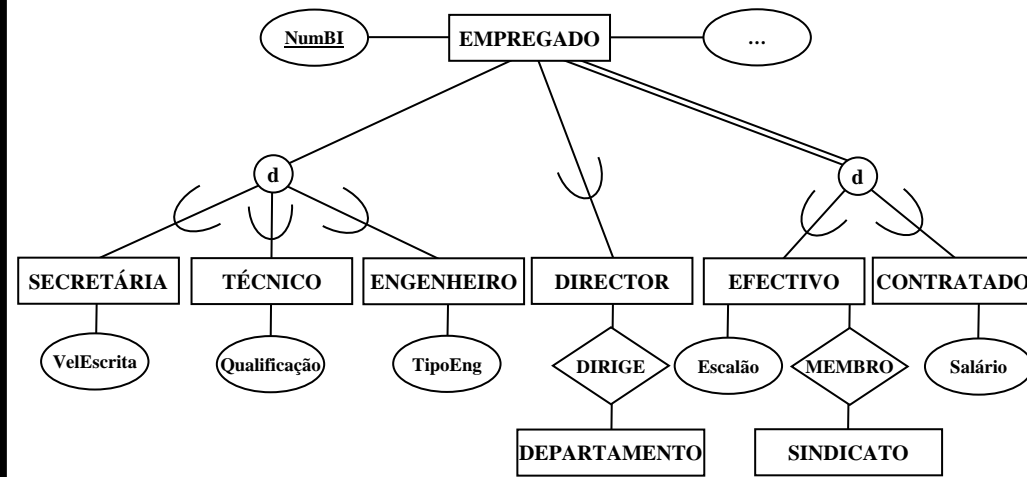 NumBI
EMPREGADO
...
d
d
SECRETÁRIA
TÉCNICO
ENGENHEIRO
DIRECTOR
EFECTIVO
CONTRATADO
VelEscrita
Qualificação
TipoEng
DIRIGE
Escalão
MEMBRO
Salário
DEPARTAMENTO
SINDICATO